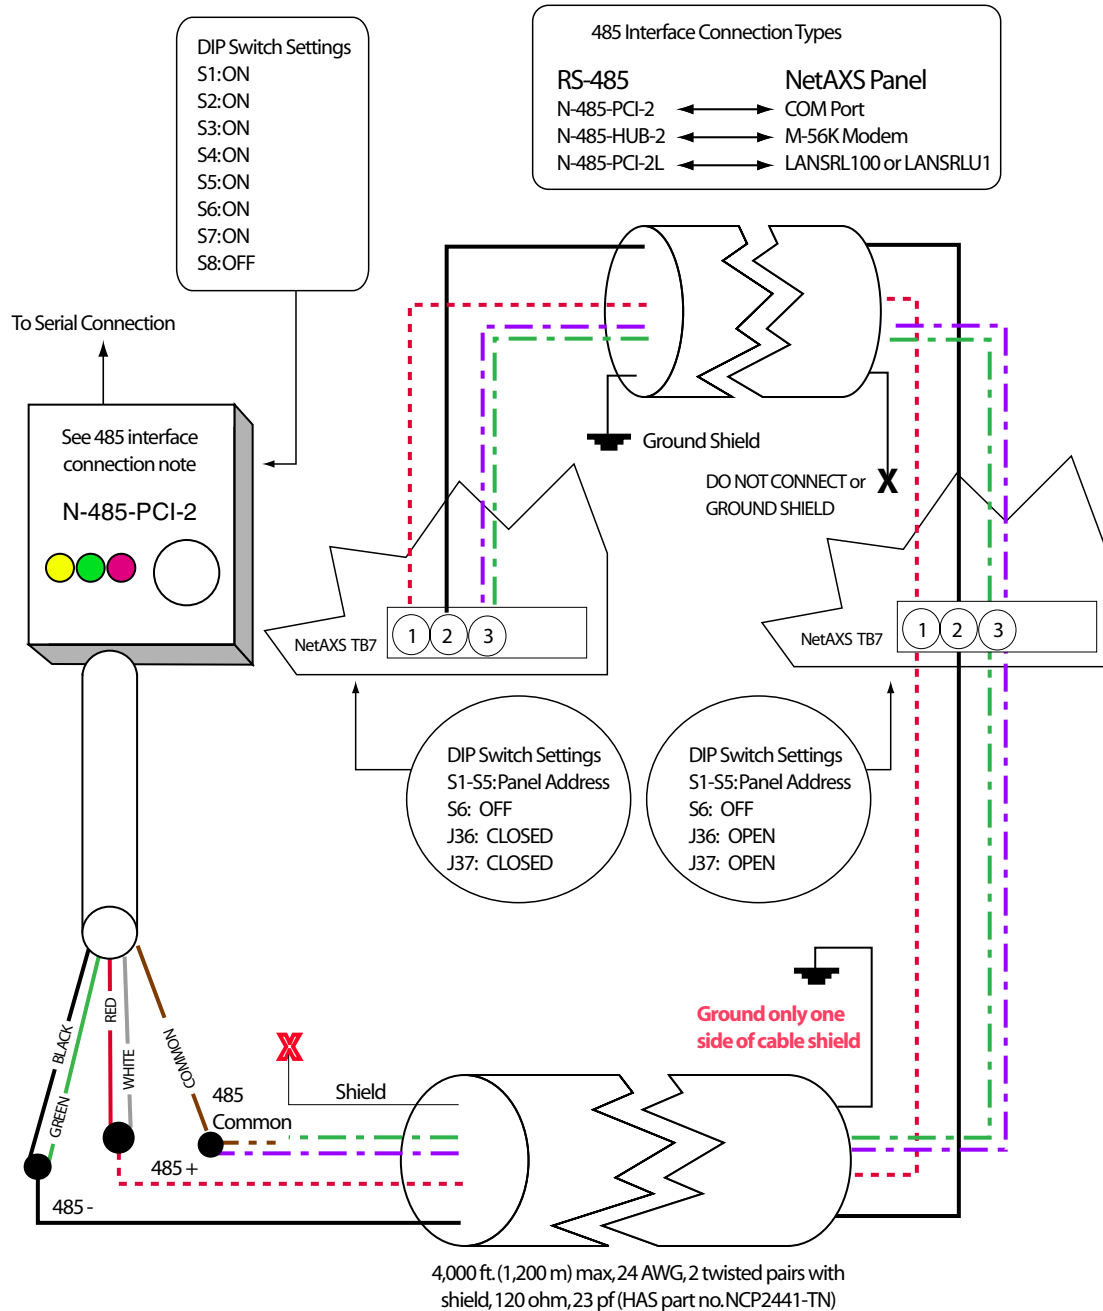 DIP Switch Settings
S1:ON
S2:ON
S3:ON
S4:ON
S5:ON
S6:ON
S7:ON
S8:OFF
485 Interface Connection Types
RS-485 NetAXS Panel
N-485-PCI-2 COM Port
N-485-HUB-2 M-56K Modem
N-485-PCI-2L LANSRL100 or LANSRLU1
To Serial Connection
See 485 interface
connection note
N-485-PCI-2
Ground Shield
DO NOT CONNECT or
GROUND SHIELD
X
NetAXS TB7
1 2 3
NetAXS TB7
1 2 3
DIP Switch Settings
S1-S5:Panel Address
S6: OFF
J36: CLOSED
J37: CLOSED
DIP Switch Settings
S1-S5:Panel Address
S6: OFF
J36: OPEN
J37: OPEN
BLACK
GREEN
RED
WHITE
COMMON
X
Shield
485
Common
485 +
485 -
Ground only one
side of cable shield
4,000 ft. (1,200 m) max, 24 AWG, 2 twisted pairs with
shield, 120 ohm, 23 pf (HAS part no. NCP2441-TN)